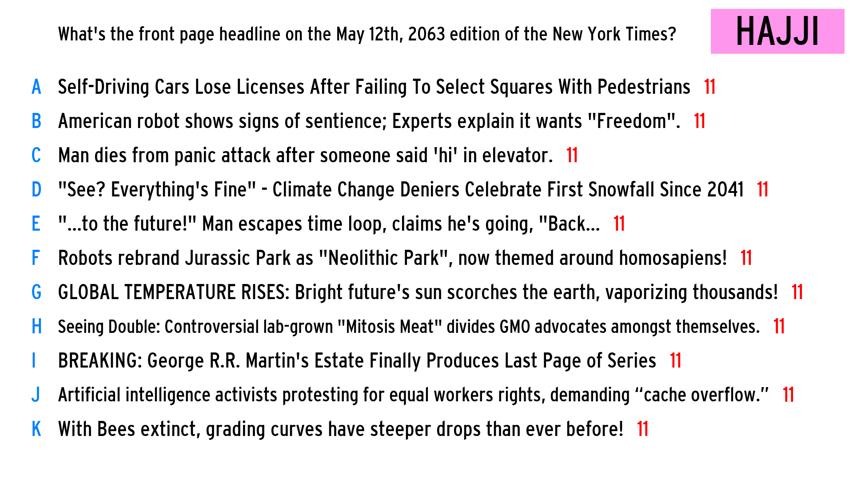 What's the front page headline on the May 12th, 2063 edition of the New York Times?
HAJJI
A Self-Driving Cars Lose Licenses After Failing To Select Squares With Pedestrians 11
B American robot shows signs of sentience; Experts explain it wants "Freedom". 11
C Man dies from panic attack after someone said 'hi' in elevator. 11
D "See? Everything's Fine" - Climate Change Deniers Celebrate First Snowfall Since 2041 11
E "...to the future!" Man escapes time loop, claims he's going, "Back... 11
F Robots rebrand Jurassic Park as "Neolithic Park", now themed around homosapiens! 11
G GLOBAL TEMPERATURE RISES: Bright future's sun scorches the earth, vaporizing thousands! 11
H Seeing Double: Controversial lab-grown "Mitosis Meat" divides GMO advocates amongst themselves. 11
I BREAKING: George R.R. Martin's Estate Finally Produces Last Page of Series 11
J Artificial intelligence activists protesting for equal workers rights, demanding “cache overflow.” 11
K With Bees extinct, grading curves have steeper drops than ever before! 11